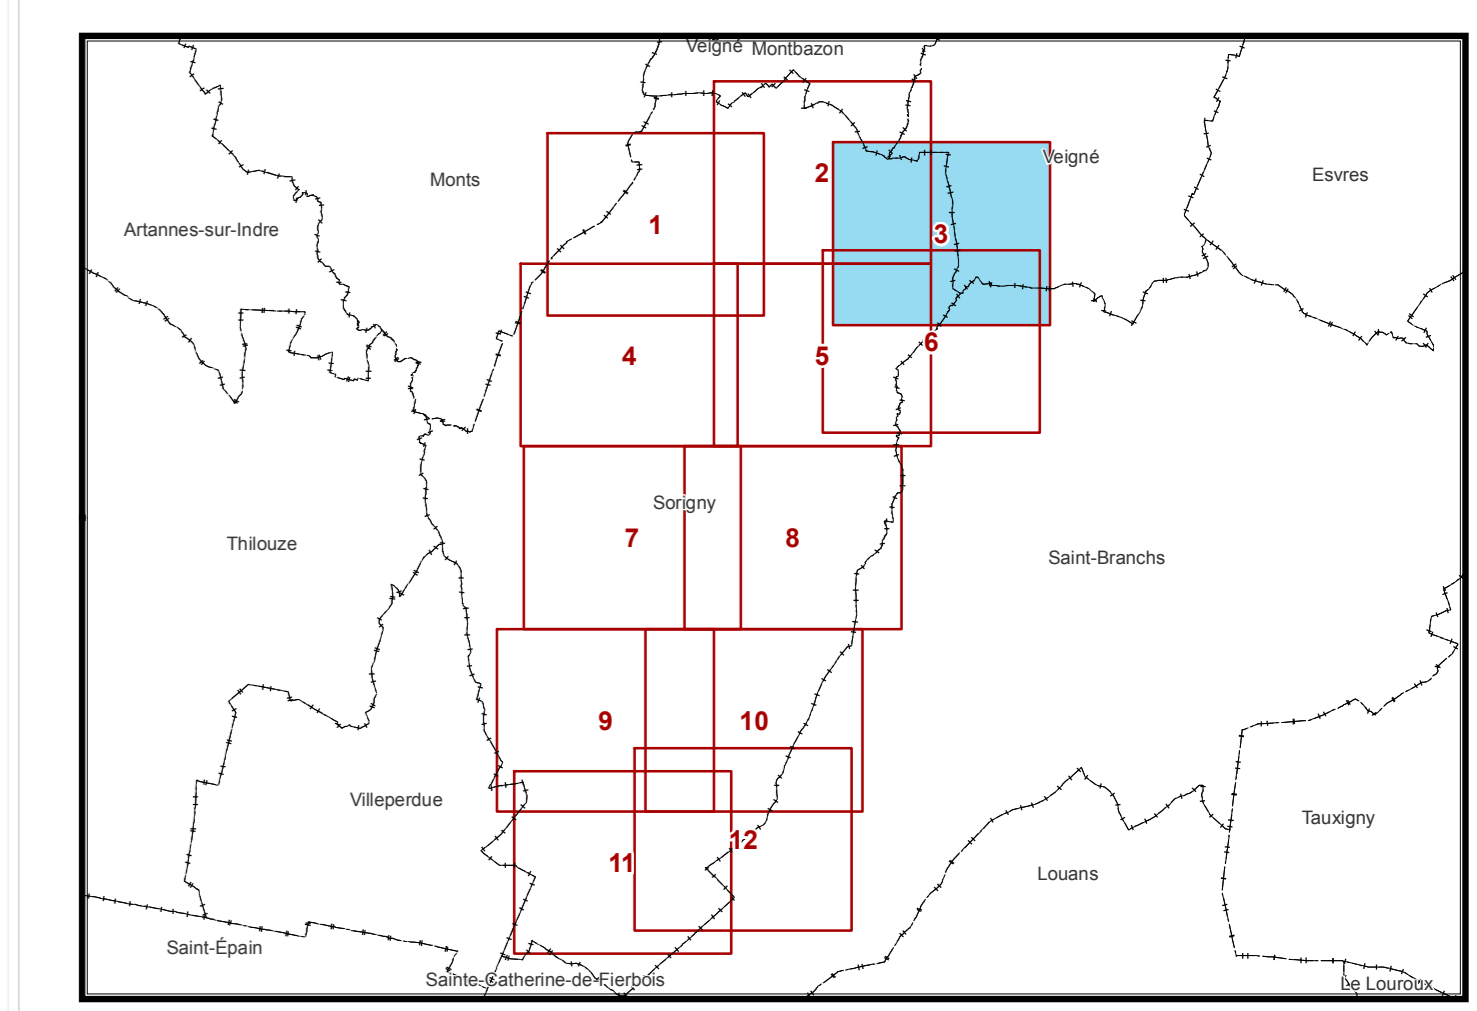 Veigné Montbazon
Veigné
Monts
Esvres
2
Artannes-sur-Indre
1
3
4
5
6
Sorigny
7
8
Thilouze
Saint-Branchs
9
10
Villeperdue
Tauxigny
12
11
Louans
Saint-Épain
Sainte-Catherine-de-Fierbois
Le Louroux